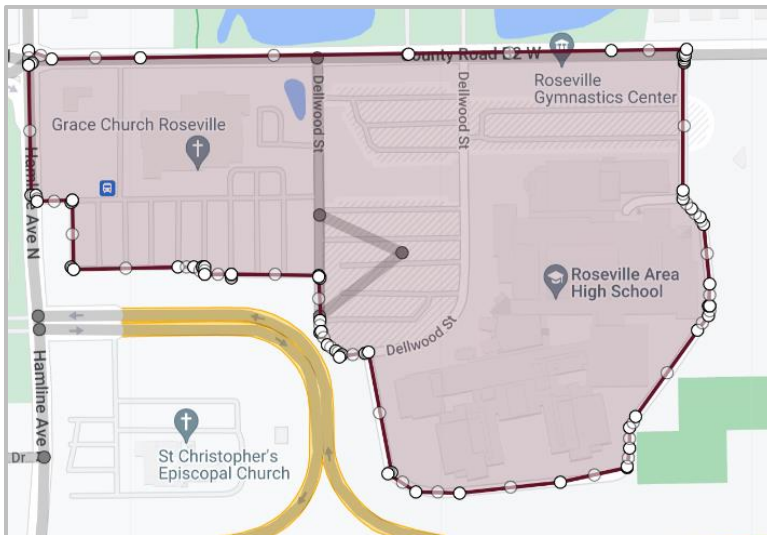 ounty Road C2 W
Roseville
Gymnastics Center
Dellwood St
Dellwood St
Grace Church Roseville
Hamline Ave N
Roseville Area
High School
Dellwood St
Hamline Ave
St Christopher's
Episcopal Church
Dr